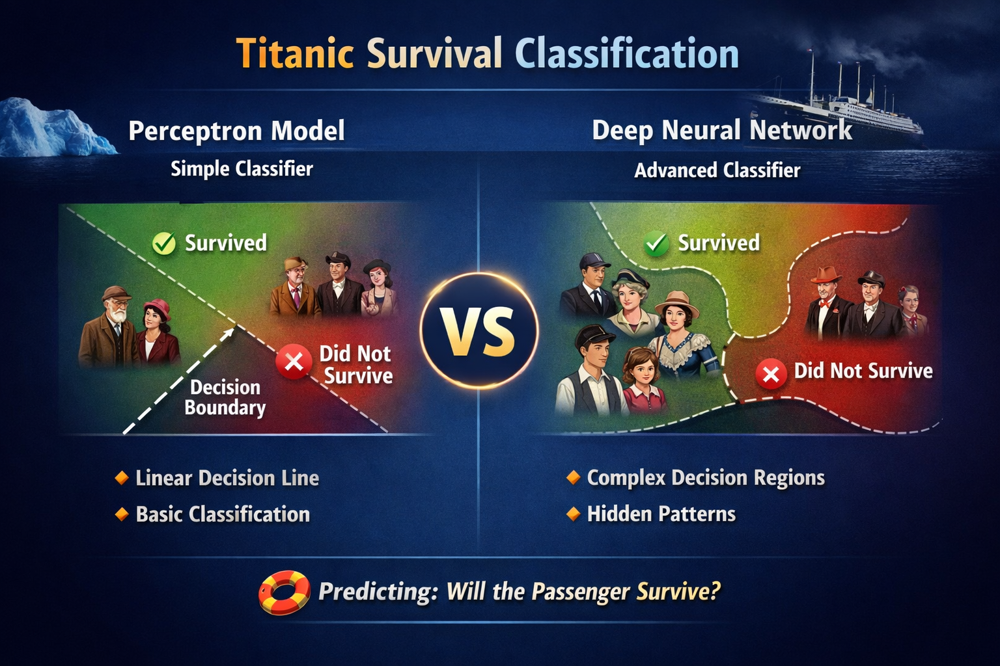 Titanic Survival Classification
Perceptron Model
Simple Classifier
Survived
Did Not
Survive
Decision
Boundary
Linear Decision Line
Basic Classification
VS
Deep Neural Network
Advanced Classifier
Survived
Did Not Survive
Complex Decision Regions
Hidden Patterns
Predicting: Will the Passenger Survive?